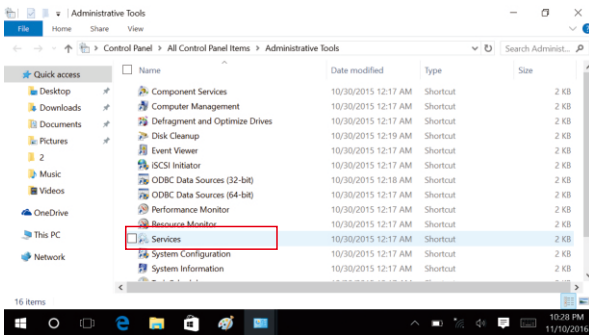 Administrative Tools
File Home Share View
Control Panel > All Control Panel Items > Administrative Tools Search Administ...
Quick access
Desktop
Downloads
Documents
Pictures
2
Music
Videos
OneDrive
This PC
Network
Name Date modified Type Size
Component Services 10/30/2015 12:17 AM Shortcut 2 KB
Computer Management 10/30/2015 12:17 AM Shortcut 2 KB
Defragment and Optimize Drives 10/30/2015 12:17 AM Shortcut 2 KB
Disk Cleanup 10/30/2015 12:19 AM Shortcut 2 KB
Event Viewer 10/30/2015 12:17 AM Shortcut 2 KB
iSCSI Initiator 10/30/2015 12:17 AM Shortcut 2 KB
ODBC Data Sources (32-bit) 10/30/2015 12:18 AM Shortcut 2 KB
ODBC Data Sources (64-bit) 10/30/2015 12:17 AM Shortcut 2 KB
Performance Monitor 10/30/2015 12:17 AM Shortcut 2 KB
Resource Monitor 10/30/2015 12:17 AM Shortcut 2 KB
Services 10/30/2015 12:17 AM Shortcut 2 KB
System Configuration 10/30/2015 12:17 AM Shortcut 2 KB
System Information 10/30/2015 12:17 AM Shortcut 2 KB
16 items
10:28 PM
11/10/2016